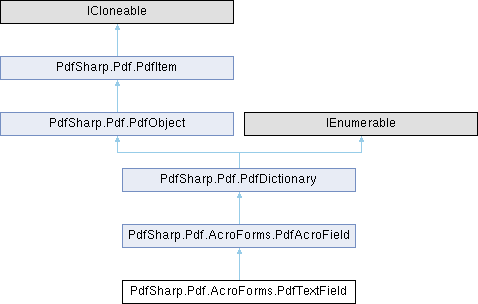 ICloneable
PdfSharp.Pdf.PdfItem
PdfSharp.Pdf.PdfObject
IEnumerable
PdfSharp.Pdf.PdfDictionary
PdfSharp.Pdf.AcroForms.PdfAcroField
PdfSharp.Pdf.AcroForms.PdfTextField